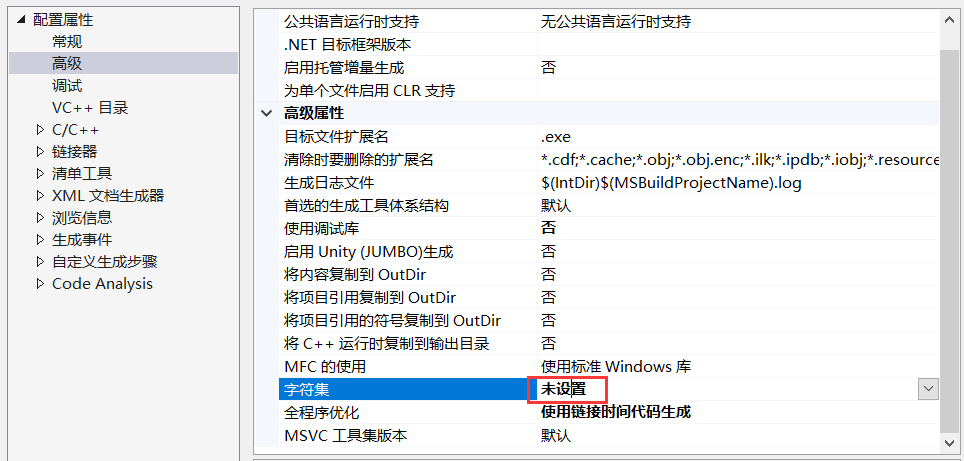 配置属性
常规
高级
调试
VC++ 目录
C/C++
链接器
清单工具
XML 文档生成器
浏览信息
生成事件
自定义生成步骤
Code Analysis
公共语言运行时支持 无公共语言运行时支持
.NET 目标框架版本
启用托管增量生成 否
为单个文件启用 CLR 支持
高级属性
目标文件扩展名 .exe
清除时要删除的扩展名 *.cdf;*.cache;*.obj;*.obj.enc;*.ilk;*.ipdb;*.iobj;*.resource
生成日志文件 $(IntDir)$(MSBuildProjectName).log
首选的生成工具体系结构 默认
使用调试库 否
启用 Unity (JUMBO)生成 否
将内容复制到 OutDir 否
将项目引用复制到 OutDir 否
将项目引用的符号复制到 OutDir 否
将 C++ 运行时复制到输出目录 否
MFC 的使用 使用标准 Windows 库
字符集 未设置
全程序优化 使用链接时间代码生成
MSVC 工具集版本 默认